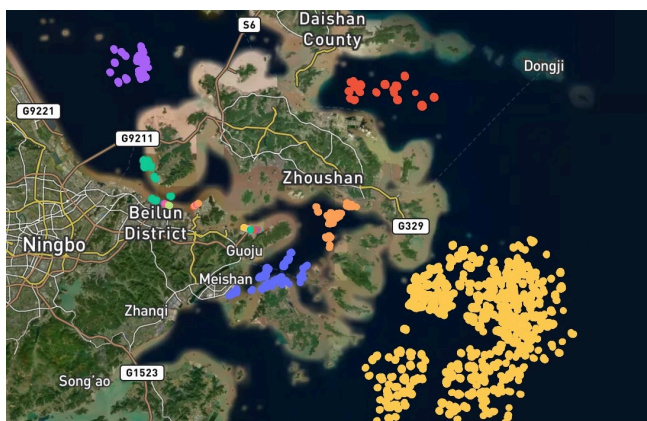 S6
Daishan
County
Dongji
G9221
G9211
Zhoushan
Beilun
District
G329
Ningbo
Guoju
Meishan
Zhanqi
Song'ao
G1523